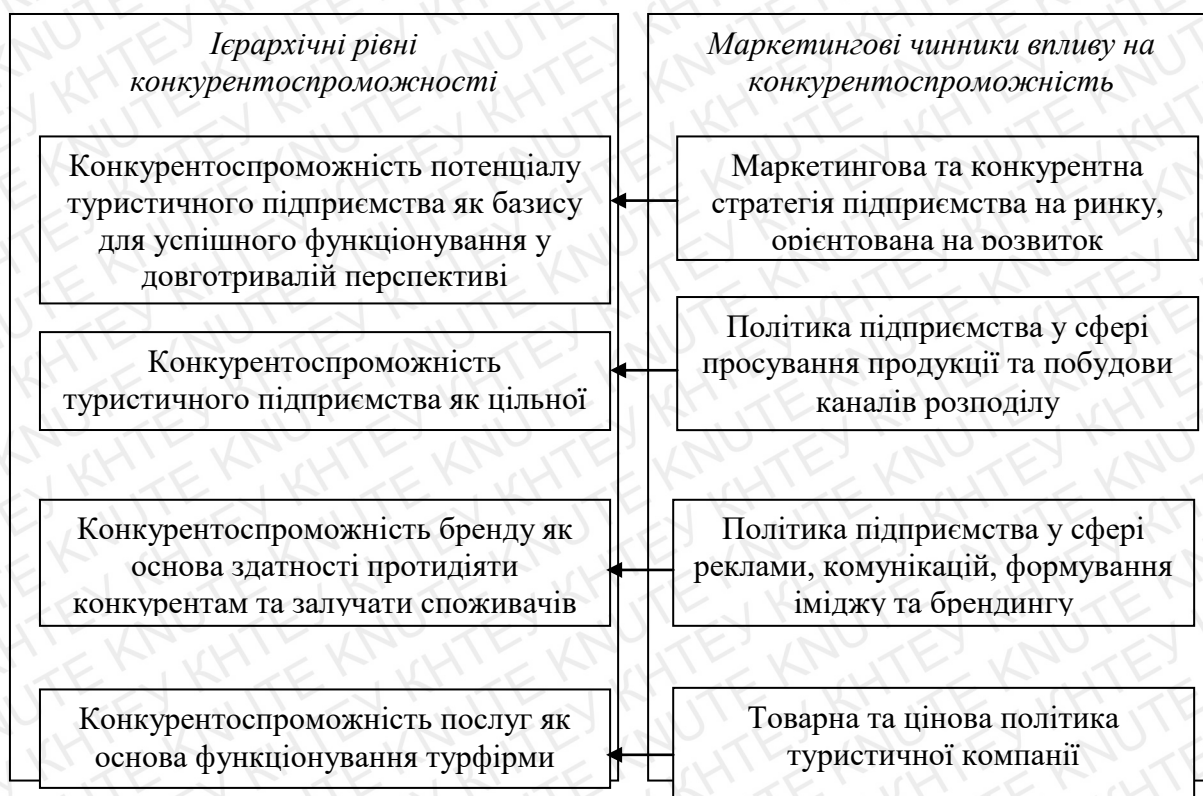 Ієрархічні рівні
конкурентоспроможності
Конкурентоспроможність потенціалу
туристичного підприємства як базису
для успішного функціонування у
довготривалій перспективі
Конкурентоспроможність
туристичного підприємства як цільної
Конкурентоспроможність бренду як
основа здатності протидіяти
конкурентам та залучати споживачів
Конкурентоспроможність послуг як
основа функціонування турфірми
Маркетингові чинники впливу на
конкурентоспроможність
Маркетингова та конкурентна
стратегія підприємства на ринку,
орієнтована на розвиток
Політика підприємства у сфері
просування продукції та побудови
каналів розподілу
Політика підприємства у сфері
реклами, комунікацій, формування
іміджу та брендингу
Товарна та цінова політика
туристичної компанії